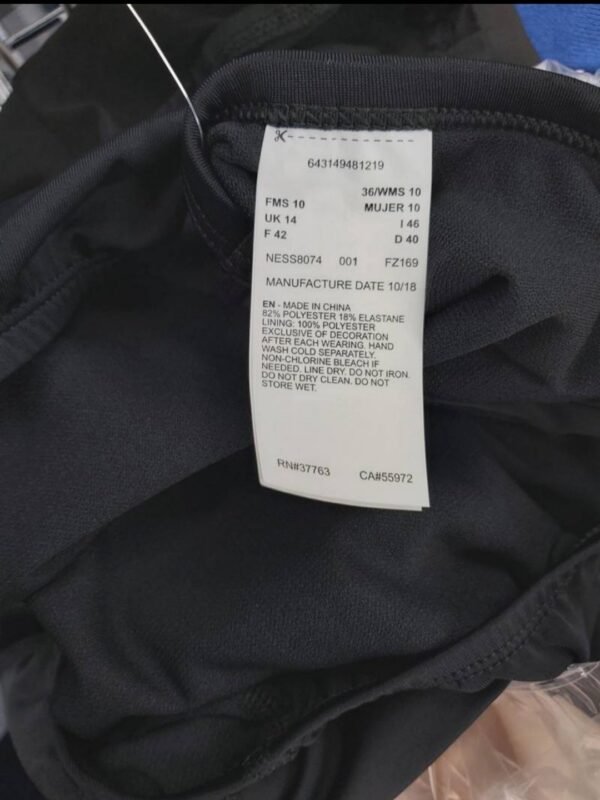 643149481219
36/WMS 10
FMS 10 MUJER 10
UK 14 I 46
F 42 D 40
NESS8074 001 FZ169
MANUFACTURE DATE 10/18
EN - MADE IN CHINA
82% POLYESTER 18% ELASTANE
LINING: 100% POLYESTER
EXCLUSIVE OF DECORATION
AFTER EACH WEARING. HAND
WASH COLD SEPARATELY.
NON-CHLORINE BLEACH IF
NEEDED. LINE DRY. DO NOT IRON.
DO NOT DRY CLEAN. DO NOT
STORE WET.
RN#37763 CA#55972